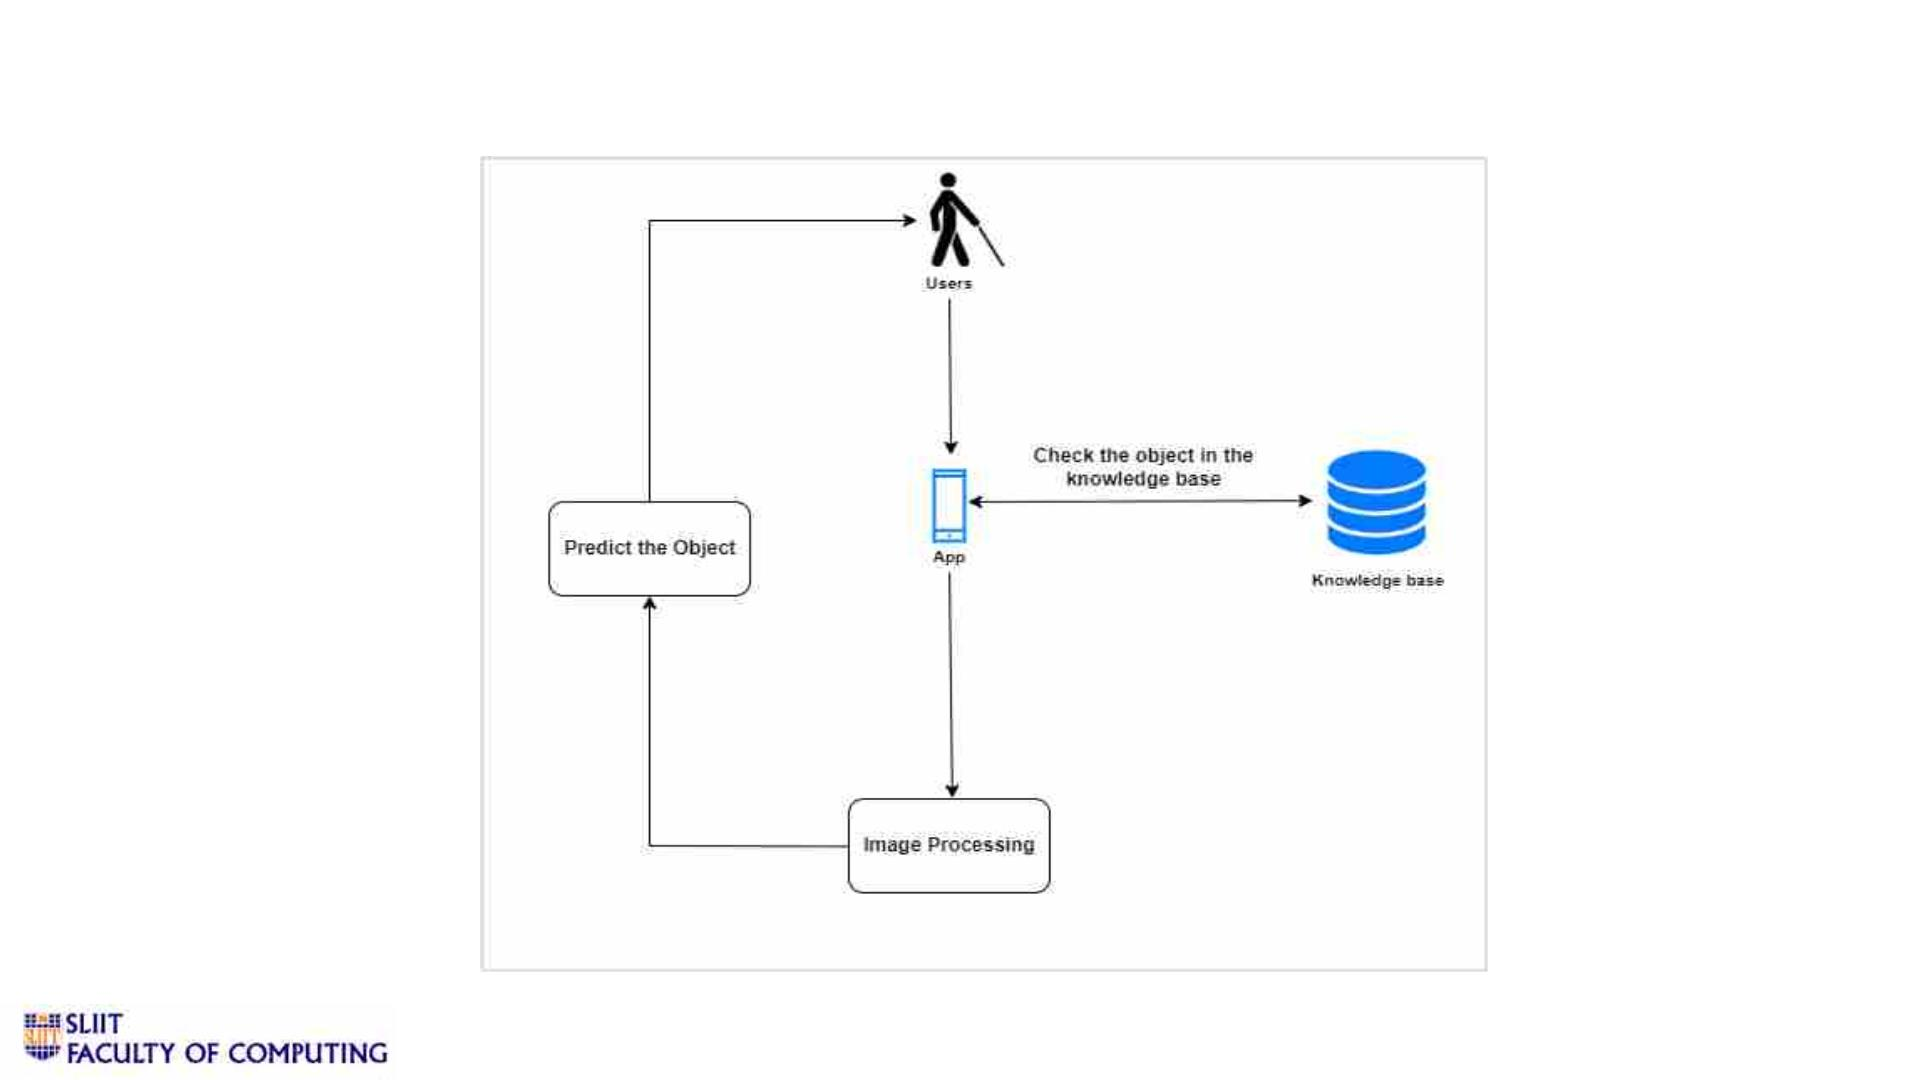 Users
Check the object in the
knowledge base
Predict the Object
App
Knowledge base
Image Processing
SLIIT
FACULTY OF COMPUTING